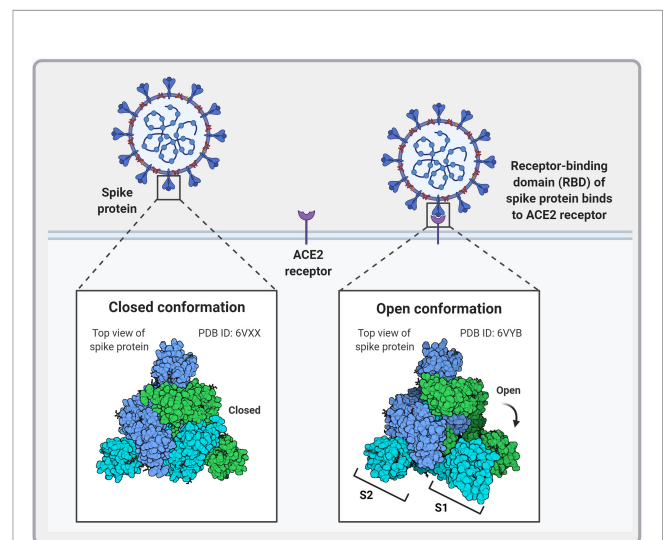 Spike
protein
Receptor-binding
domain (RBD) of
spike protein binds
to ACE2 receptor
ACE2
receptor
Closed conformation
Top view of
spike protein
PDB ID: 6VXX
Closed
Open conformation
Top view of
spike protein
PDB ID: 6VYB
Open
S2
S1